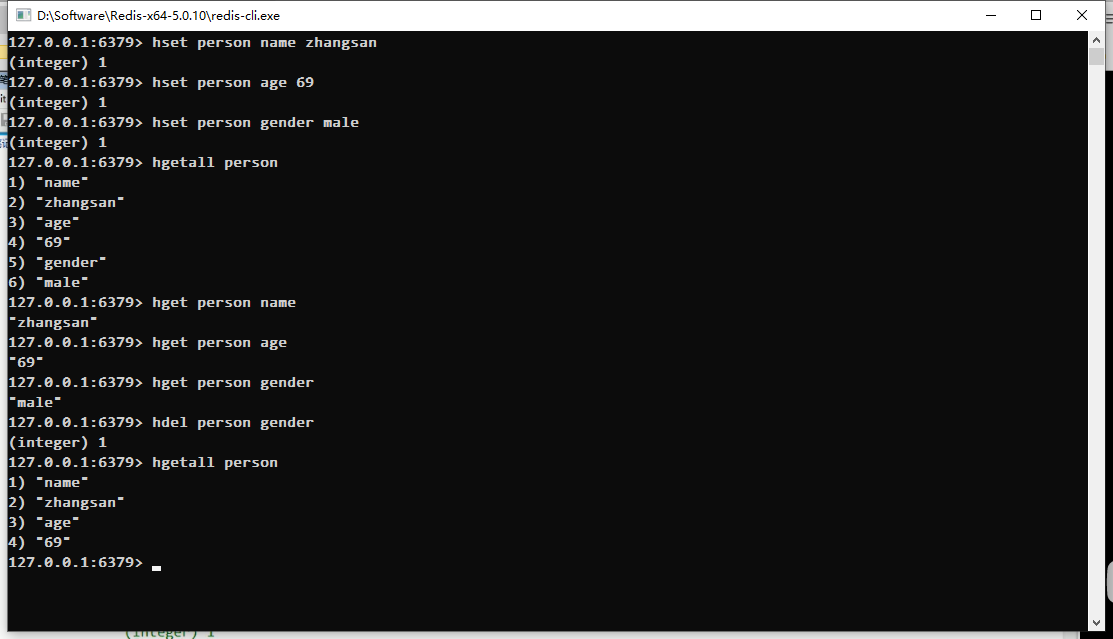 D:\Software\Redis-x64-5.0.10\redis-cli.exe
127.0.0.1:6379> hset person name zhangsan
(integer) 1
127.0.0.1:6379> hset person age 69
(integer) 1
127.0.0.1:6379> hset person gender male
(integer) 1
127.0.0.1:6379> hgetall person
1) "name"
2) "zhangsan"
3) "age"
4) "69"
5) "gender"
6) "male"
127.0.0.1:6379> hget person name
"zhangsan"
127.0.0.1:6379> hget person age
"69"
127.0.0.1:6379> hget person gender
"male"
127.0.0.1:6379> hdel person gender
(integer) 1
127.0.0.1:6379> hgetall person
1) "name"
2) "zhangsan"
3) "age"
4) "69"
127.0.0.1:6379>
(integer) 1